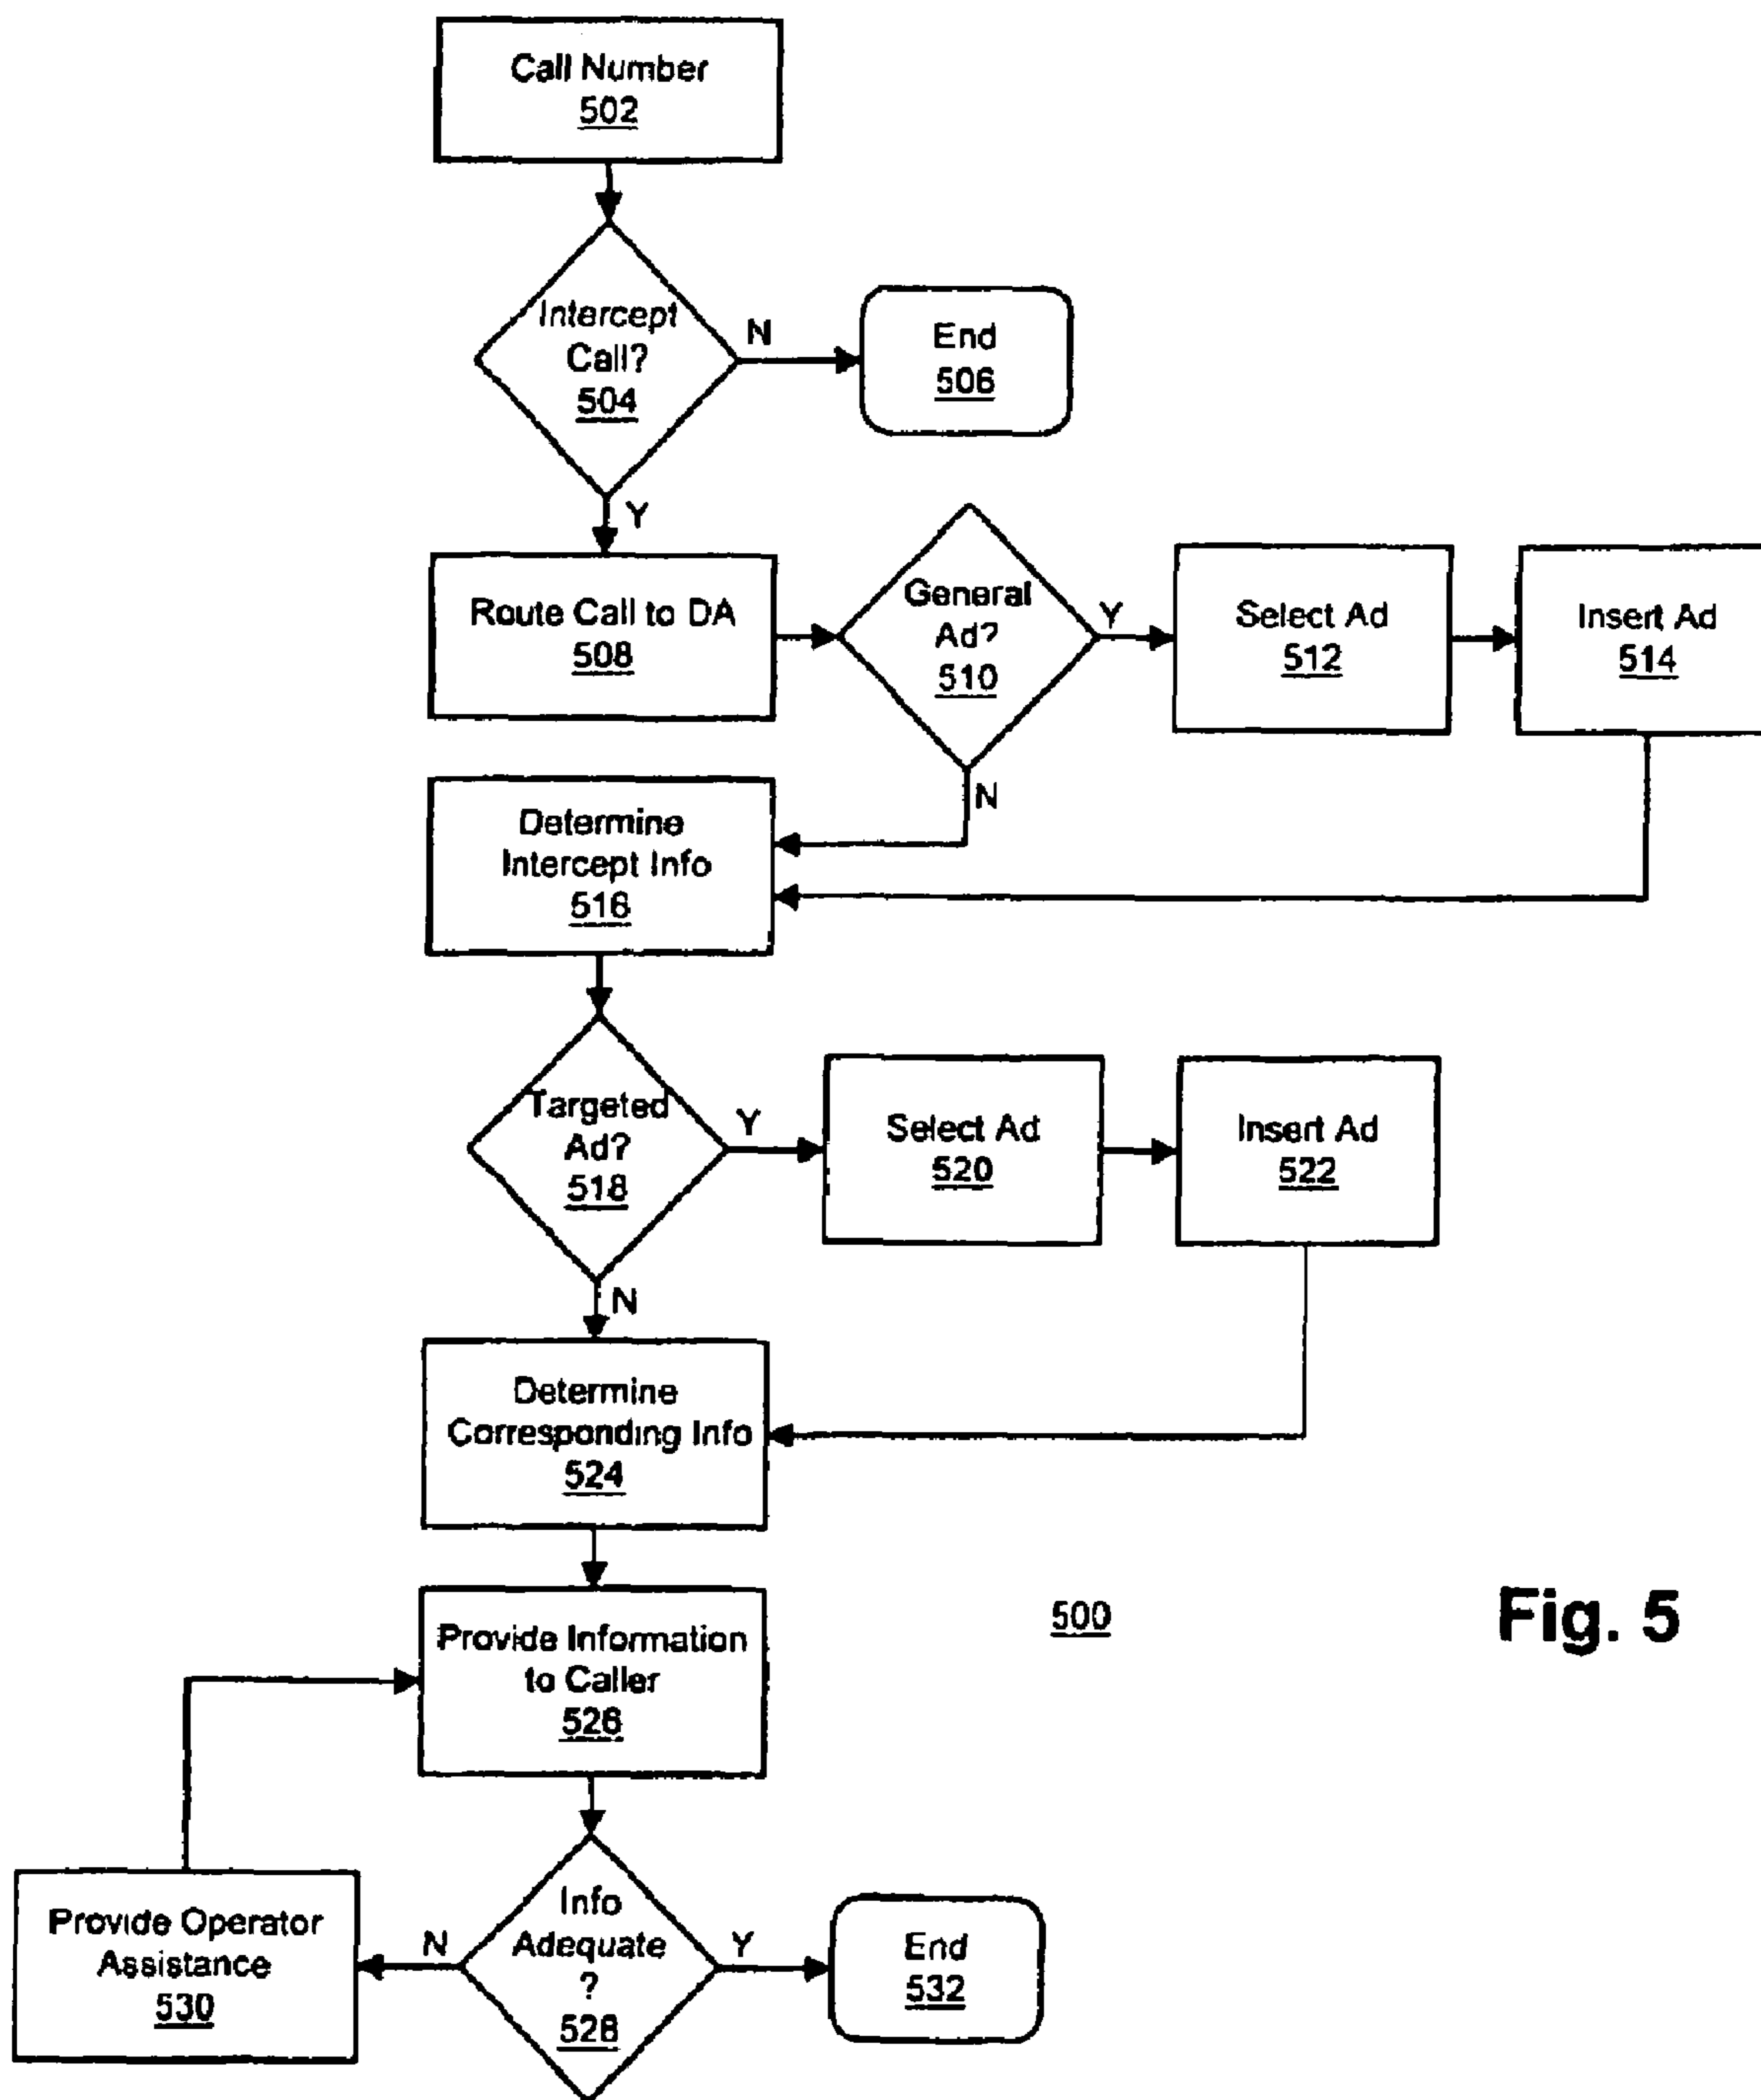 Call Number
502
Intercept
Call?
504
N
End
506
Y
Route Call to DA
508
General
Ad?
510
Y
Select Ad
512
Insert Ad
514
N
Determine
Intercept Info
516
Targeted
Ad?
518
Y
Select Ad
520
Insert Ad
522
N
Determine
Corresponding Info
524
Provide Information
to Caller
526
500
Fig. 5
Provide Operator
Assistance
530
N
Info
Adequate
?
528
Y
End
532